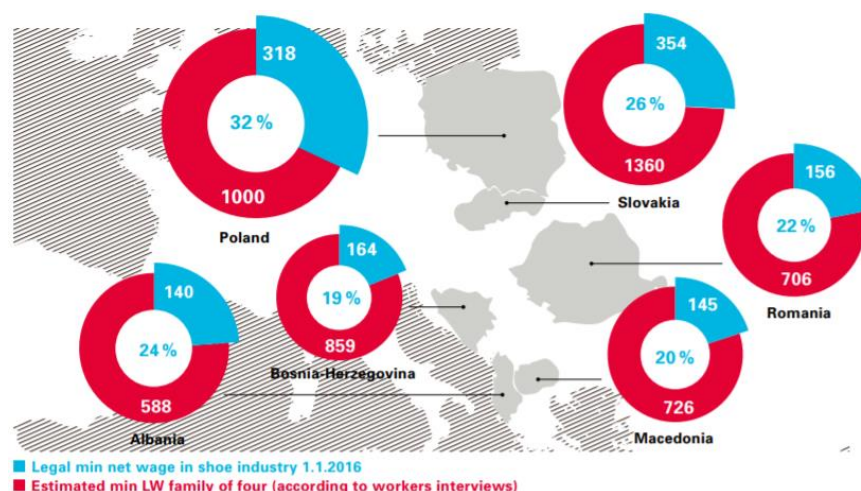 318
32 %
1000
Poland
354
26 %
1360
Slovakia
156
22 %
706
Romania
164
19 %
859
Bosnia-Herzegovina
140
24 %
588
Albania
145
20 %
726
Macedonia
Legal min net wage in shoe industry 1.1.2016
Estimated min LW family of four (according to workers interviews)